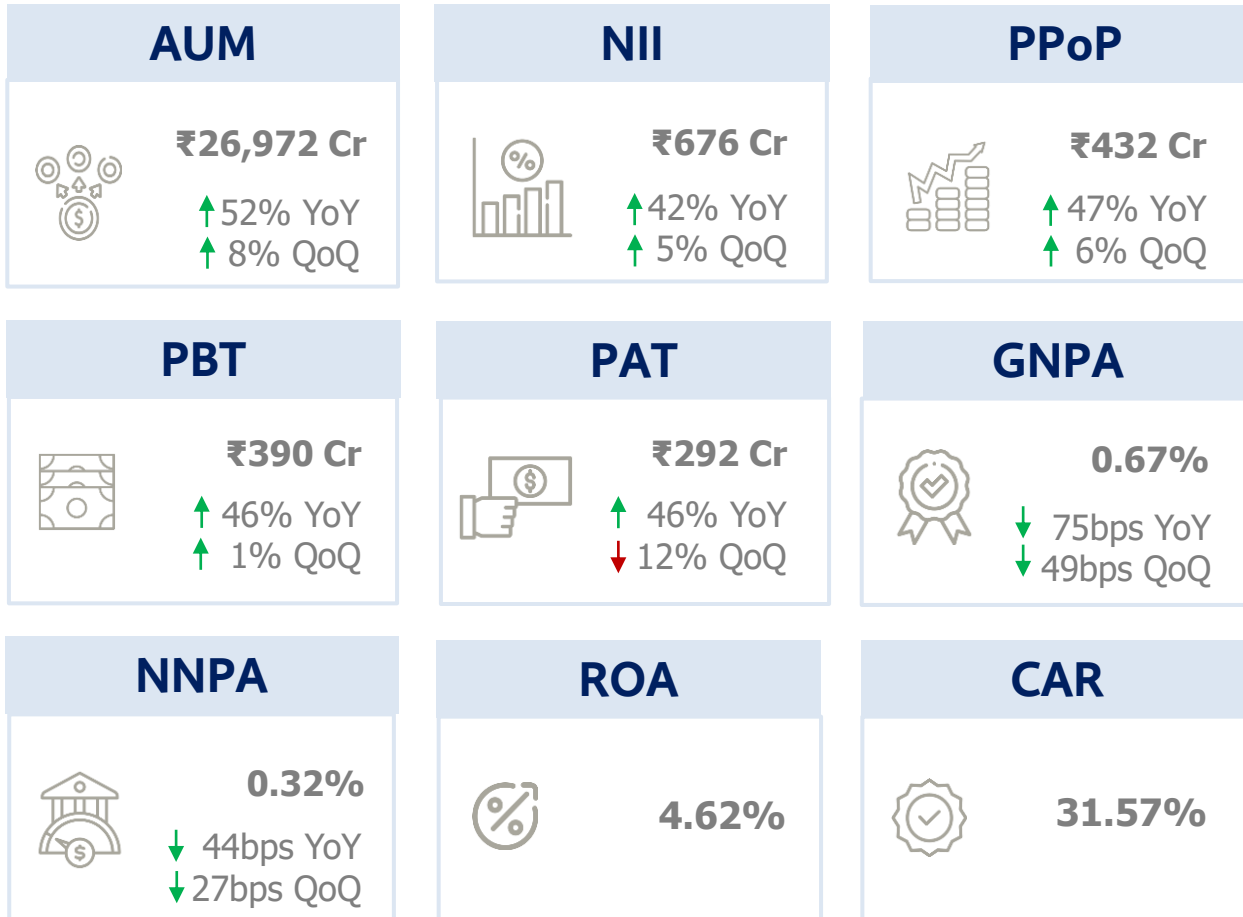 AUM
₹26,972 Cr
52% YoY
8% QoQ
NII
%
₹676 Cr
42% YoY
5% QoQ
PPoP
₹432 Cr
47% YoY
6% QoQ
PBT
₹390 Cr
46% YoY
1% QoQ
PAT
₹292 Cr
46% YoY
12% QoQ
GNPA
0.67%
75bps YoY
49bps QoQ
NNPA
0.32%
44bps YoY
27bps QoQ
ROA
%
4.62%
CAR
31.57%